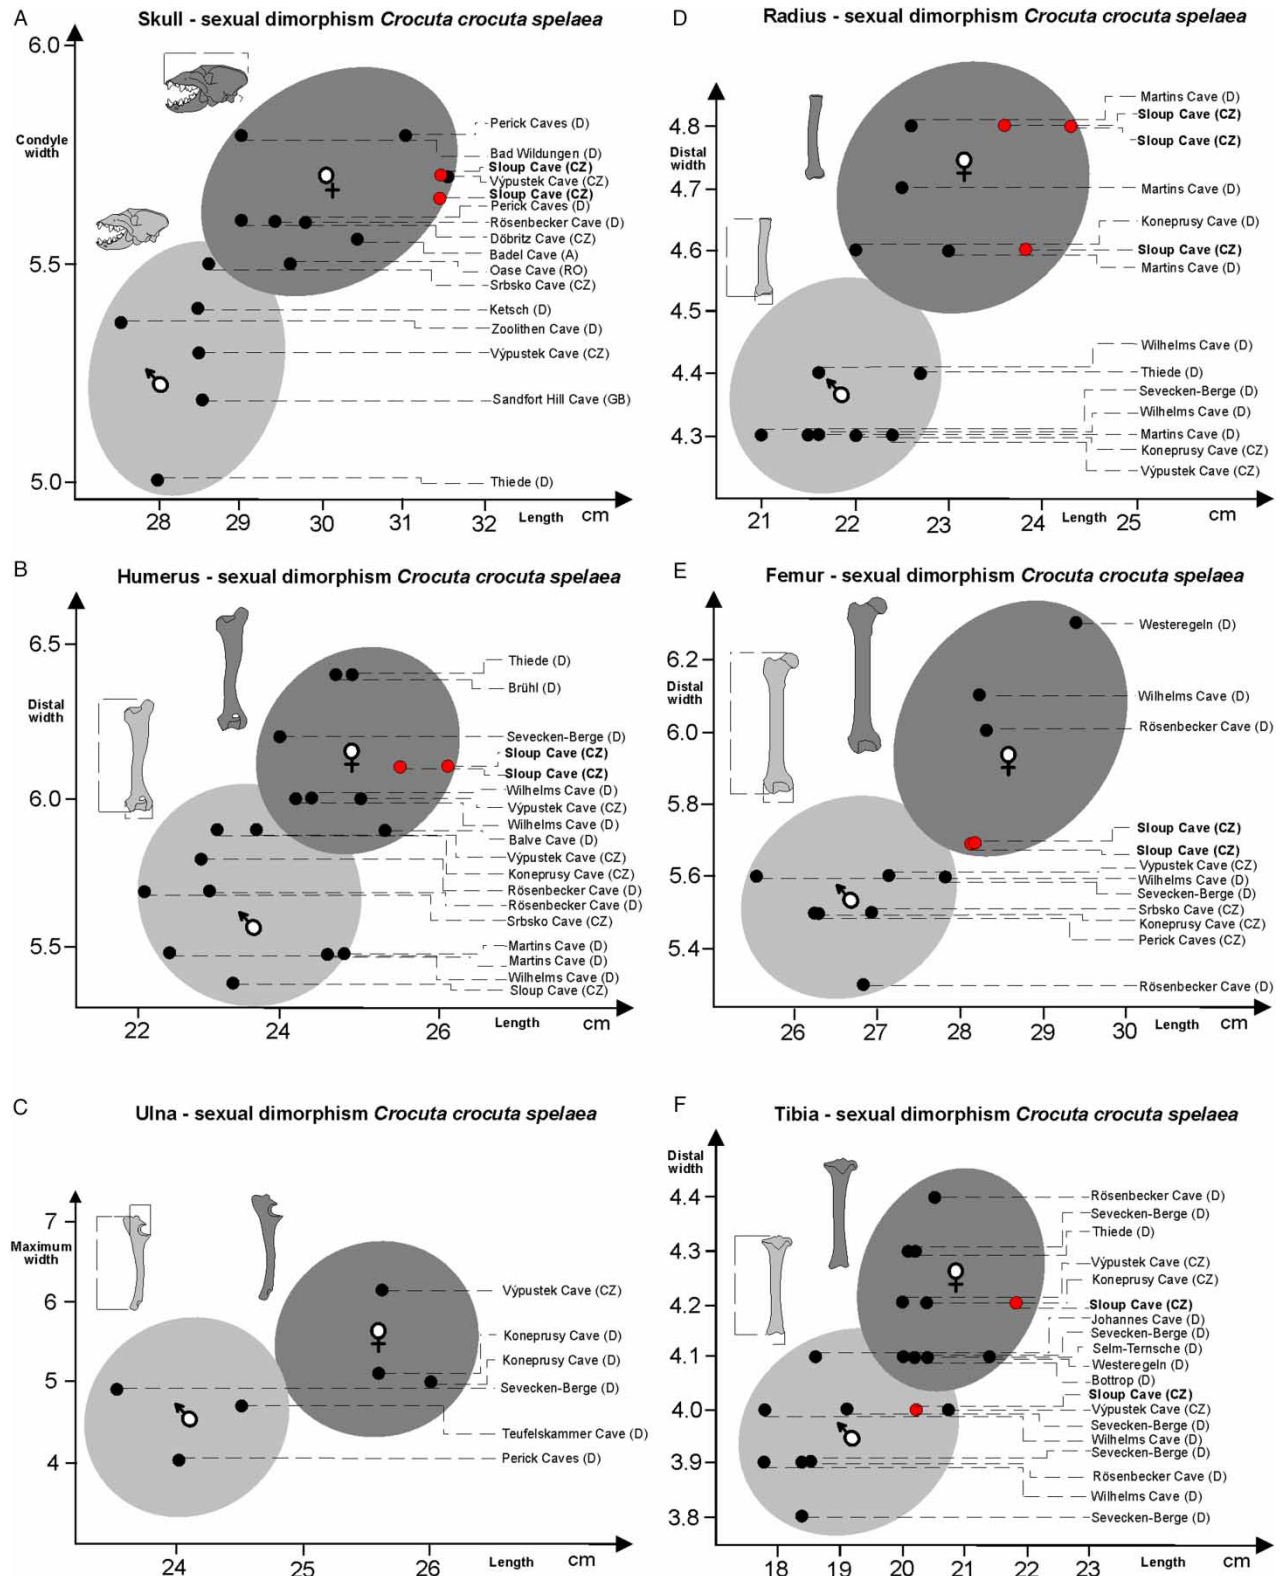 A
Skull - sexual dimorphism Crocuta crocuta spelaea
6.0
Condyle
width
5.5
5.0
Perick Caves (D)
Bad Wildungen (D)
Sloup Cave (CZ)
Výpustek Cave (CZ)
Sloup Cave (CZ)
Perick Caves (D)
Rösenbecker Cave (D)
Döbritz Cave (CZ)
Badel Cave (A)
Oase Cave (RO)
Srbsko Cave (CZ)
Ketsch (D)
Zoolithen Cave (D)
Výpustek Cave (CZ)
Sandfort Hill Cave (GB)
Thiede (D)
28 29 30 31 32
Length cm
D
Radius - sexual dimorphism Crocuta crocuta spelaea
4.8
Distal
width
4.7
4.6
4.5
4.4
4.3
Martins Cave (D)
Sloup Cave (CZ)
Sloup Cave (CZ)
Martins Cave (D)
Koneprusy Cave (D)
Sloup Cave (CZ)
Martins Cave (D)
Wilhelms Cave (D)
Thiede (D)
Sevecken-Berge (D)
Wilhelms Cave (D)
Martins Cave (D)
Koneprusy Cave (CZ)
Výpustek Cave (CZ)
21 22 23 24 25
Length cm
B
Humerus - sexual dimorphism Crocuta crocuta spelaea
6.5
Distal
width
6.0
5.5
Thiede (D)
Brühl (D)
Sevecken-Berge (D)
Sloup Cave (CZ)
Sloup Cave (CZ)
Wilhelms Cave (D)
Výpustek Cave (CZ)
Wilhelms Cave (D)
Balve Cave (D)
Výpustek Cave (CZ)
Koneprusy Cave (CZ)
Rösenbecker Cave (D)
Rösenbecker Cave (D)
Srbsko Cave (CZ)
Martins Cave (D)
Martins Cave (D)
Wilhelms Cave (D)
Sloup Cave (CZ)
22 24 26
Length cm
E
Femur - sexual dimorphism Crocuta crocuta spelaea
6.2
Distal
width
6.0
5.8
5.6
5.4
Westeregeln (D)
Wilhelms Cave (D)
Rösenbecker Cave (D)
Sloup Cave (CZ)
Sloup Cave (CZ)
Vypustek Cave (CZ)
Wilhelms Cave (D)
Sevecken-Berge (D)
Srbsko Cave (CZ)
Koneprusy Cave (CZ)
Perick Caves (CZ)
Rösenbecker Cave (D)
26 27 28 29 30
Length cm
C
Ulna - sexual dimorphism Crocuta crocuta spelaea
7
Maximum
width
6
5
4
Výpustek Cave (CZ)
Koneprusy Cave (D)
Koneprusy Cave (D)
Sevecken-Berge (D)
Teufelskammer Cave (D)
Perick Caves (D)
24 25 26
Length cm
F
Tibia - sexual dimorphism Crocuta crocuta spelaea
Distal
width
4.4
4.3
4.2
4.1
4.0
3.9
3.8
Rösenbecker Cave (D)
Sevecken-Berge (D)
Thiede (D)
Výpustek Cave (CZ)
Koneprusy Cave (CZ)
Sloup Cave (CZ)
Johannes Cave (D)
Sevecken-Berge (D)
Selm-Ternsche (D)
Westeregeln (D)
Bottrop (D)
Sloup Cave (CZ)
Výpustek Cave (CZ)
Sevecken-Berge (D)
Wilhelms Cave (D)
Sevecken-Berge (D)
Rösenbecker Cave (D)
Wilhelms Cave (D)
Sevecken-Berge (D)
18 19 20 21 22 23
Length cm